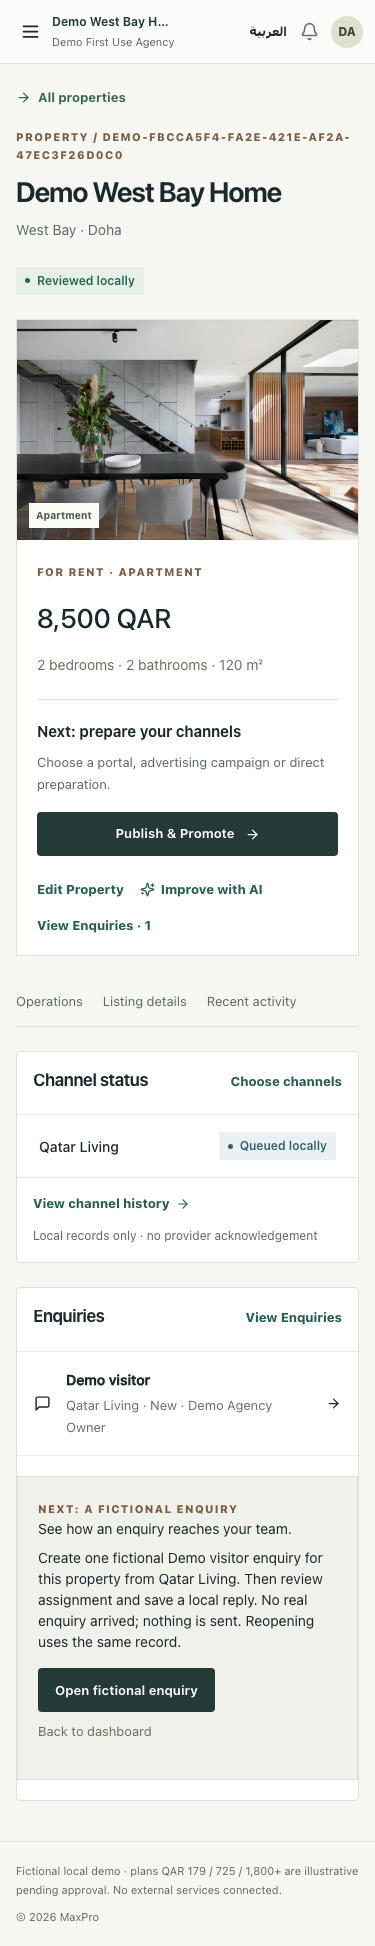 Demo West Bay H...
Demo First Use Agency
العربية
DA
All properties
PROPERTY / DEMO-FBCCA5F4-FA2E-421E-AF2A-
47EC3F26D0C0
Demo West Bay Home
West Bay · Doha
Reviewed locally
Apartment
FOR RENT · APARTMENT
8,500 QAR
2 bedrooms · 2 bathrooms · 120 m²
Next: prepare your channels
Choose a portal, advertising campaign or direct
preparation.
Publish & Promote
Edit Property
Improve with AI
View Enquiries · 1
Operations
Listing details
Recent activity
Channel status
Choose channels
Qatar Living
Queued locally
View channel history
Local records only · no provider acknowledgement
Enquiries
View Enquiries
Demo visitor
Qatar Living · New · Demo Agency
Owner
NEXT: A FICTIONAL ENQUIRY
See how an enquiry reaches your team.
Create one fictional Demo visitor enquiry for
this property from Qatar Living. Then review
assignment and save a local reply. No real
enquiry arrived; nothing is sent. Reopening
uses the same record.
Open fictional enquiry
Back to dashboard
Fictional local demo · plans QAR 179 / 725 / 1,800+ are illustrative
pending approval. No external services connected.
© 2026 MaxPro